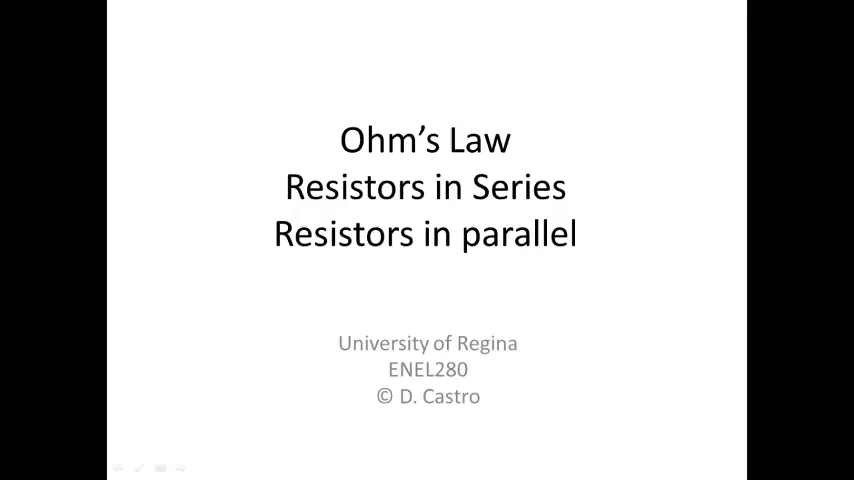 Ohm's Law
Resistors in Series
Resistors in parallel
University of Regina
ENEL280
© D. Castro